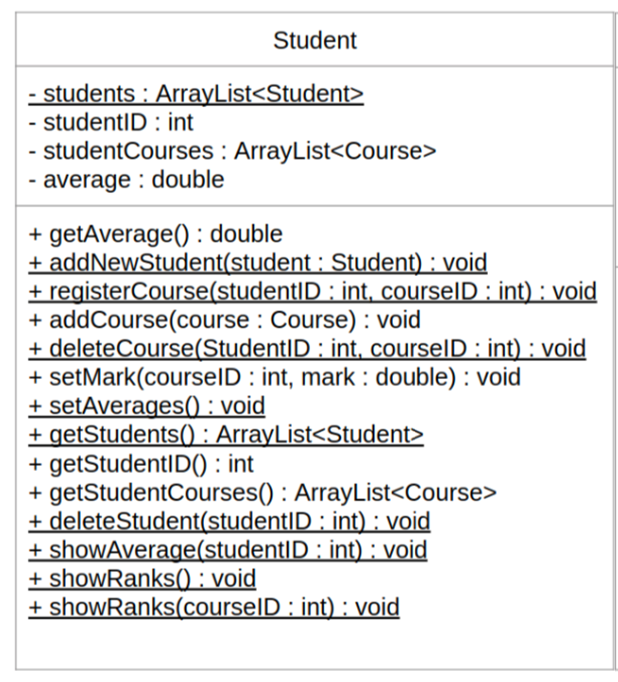 Student
- students : ArrayList<Student>
- studentID : int
- studentCourses : ArrayList<Course>
- average : double
+ getAverage() : double
+ addNewStudent(student : Student) : void
+ registerCourse(studentID : int, courseID : int) : void
+ addCourse(course : Course) : void
+ deleteCourse(StudentID : int, courseID : int) : void
+ setMark(courseID : int, mark : double) : void
+ setAverages() : void
+ getStudents() : ArrayList<Student>
+ getStudentID() : int
+ getStudentCourses() : ArrayList<Course>
+ deleteStudent(studentID : int) : void
+ showAverage(studentID : int) : void
+ showRanks() : void
+ showRanks(courseID : int) : void